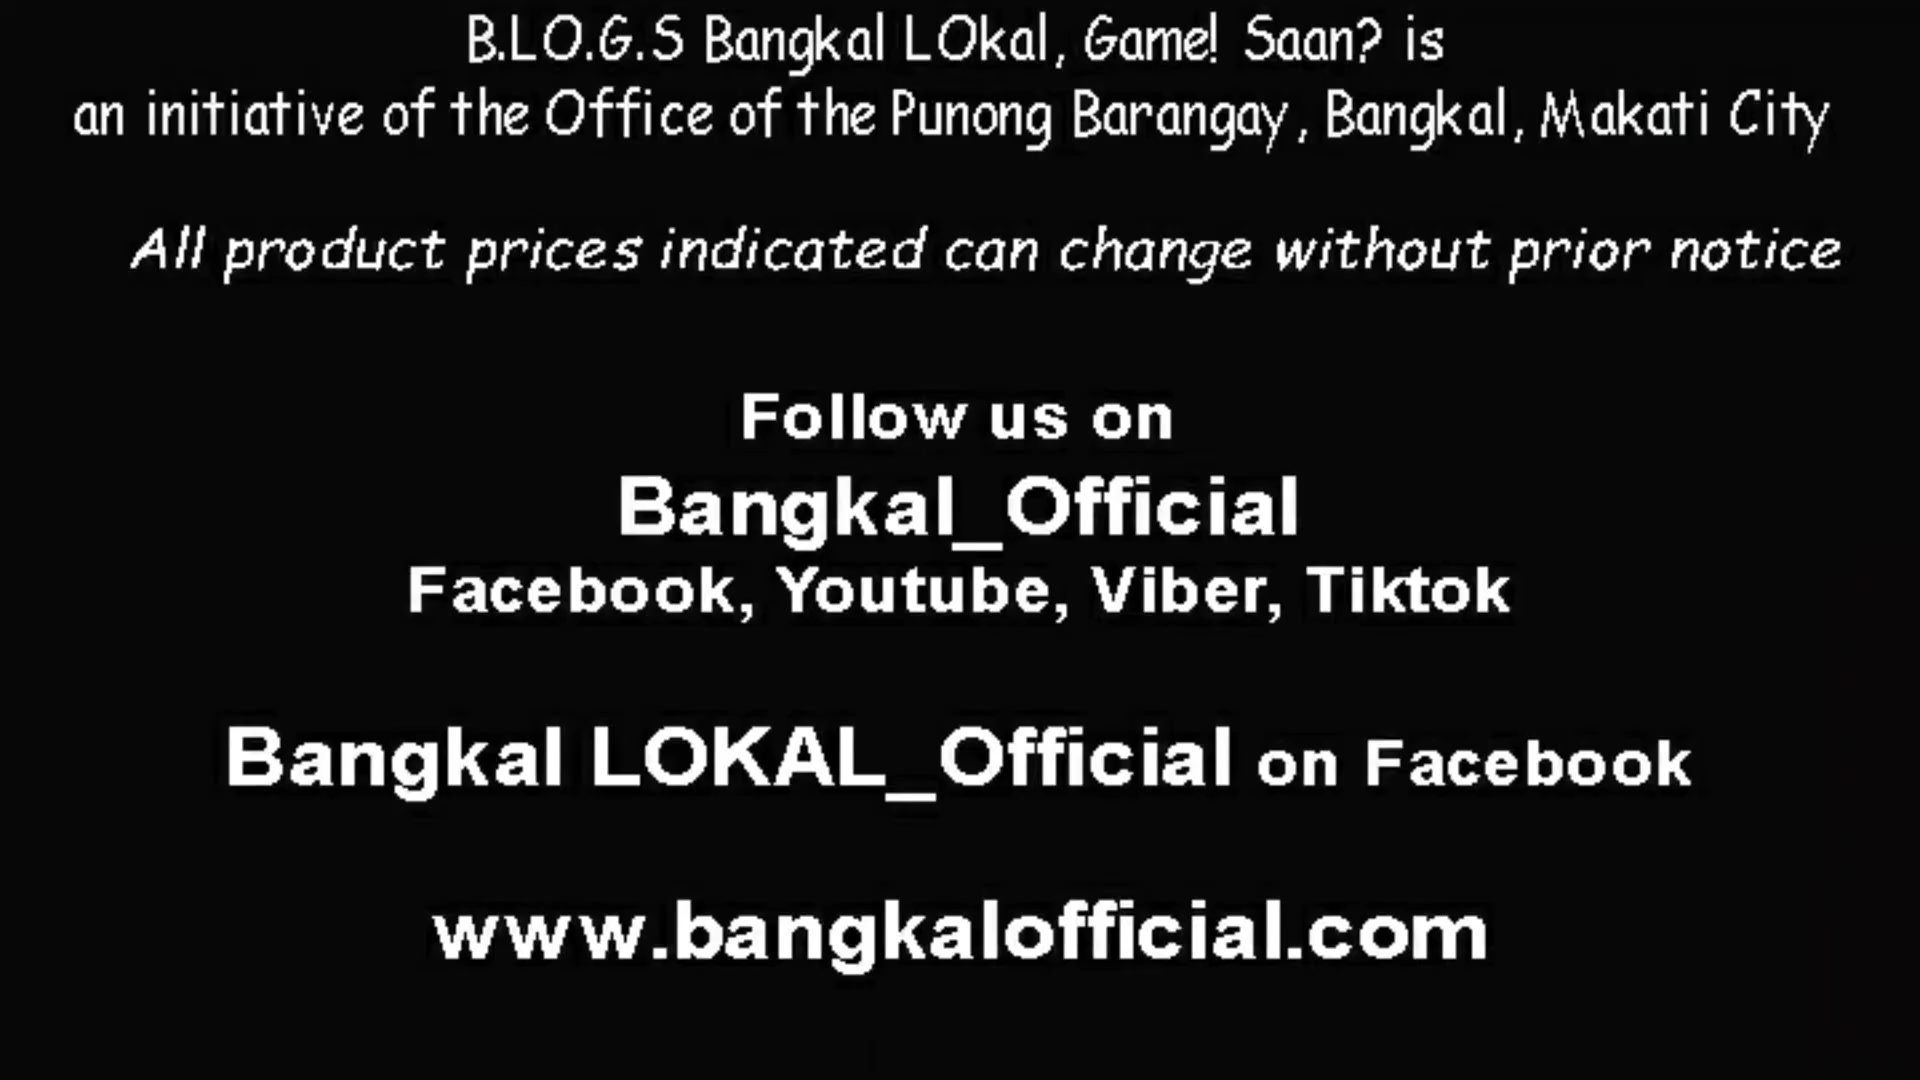 B.LO.G.S Bangkal LOkal, Game! Saan? is
an initiative of the Office of the Punong Barangay, Bangkal, Makati City
All product prices indicated can change without prior notice
Follow us on
Bangkal_Official
Facebook, Youtube, Viber, Tiktok
Bangkal LOKAL_Official on Facebook
www.bangkalofficial.com